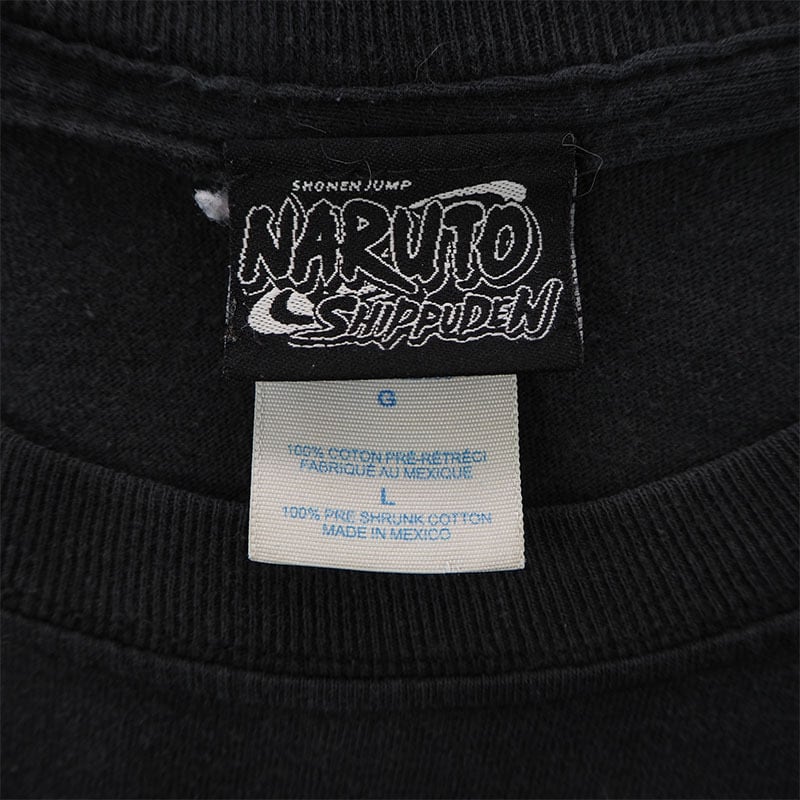 SHONEN JUMP
NARUTO
SHIPPUDEN
G
100% COTON PRÉ-RÉTRÉCI
FABRIQUÉ AU MEXIQUE
L
100% PRE SHRUNK COTTON
MADE IN MEXICO